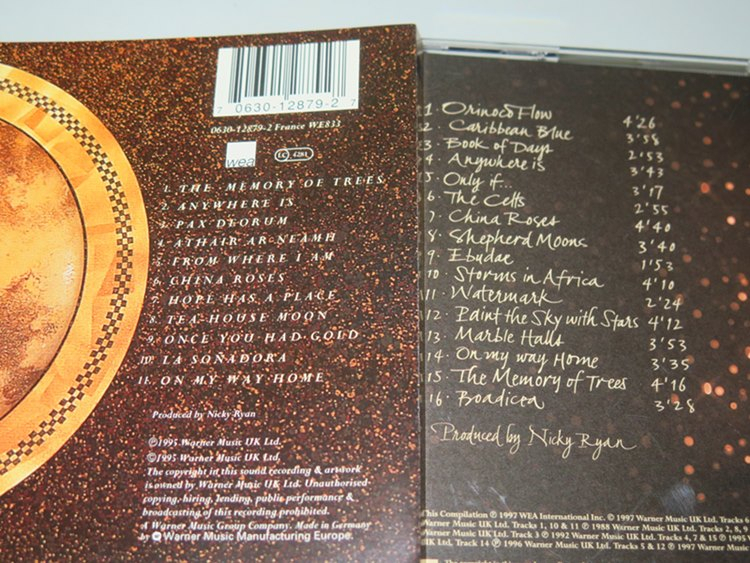 7 0630-12879-2 7
0630-12879-2 France WE833
wea
LC 4281
1. THE MEMORY OF TREES
2. ANYWHERE IS
3. PAX DEORUM
4. ATHAIR AR NEAMH
5. FROM WHERE I AM
6. CHINA ROSES
7. HOPE HAS A PLACE
8. TEA-HOUSE MOON
9. ONCE YOU HAD GOLD
10. LA SOÑADORA
11. ON MY WAY HOME
Produced by Nicky Ryan
℗1995 Warner Music UK Ltd.
©1995 Warner Music UK Ltd.
The copyright in this sound recording & artwork
is owned by Warner Music UK Ltd. Unauthorised
copying, hiring, lending, public performance &
broadcasting of this recording prohibited.
A Warner Music Group Company. Made in Germany
by Warner Music Manufacturing Europe.
1. Orinoco Flow 4'26
2. Caribbean Blue 3'58
3. Book of Days 2'53
4. Anywhere is 3'43
5. Only if... 3'17
6. The Celts 2'55
7. China Roses 4'40
8. Shepherd Moons 3'40
9. Ebudae 1'53
10. Storms in Africa 4'10
11. Watermark 2'24
12. Paint the Sky with Stars 4'12
13. Marble Halls 3'53
14. On my way Home 3'35
15. The Memory of Trees 4'16
16. Boadicea 3'28
Produced by Nicky Ryan
This Compilation ℗ 1997 WEA International Inc. © 1997 Warner Music UK Ltd. Tracks 6
Warner Music UK Ltd. Tracks 1, 10 & 11 ℗ 1988 Warner Music UK Ltd. Tracks 2, 8, 9
Warner Music UK Ltd. Track 3 ℗ 1992 Warner Music UK Ltd. Tracks 4, 7 & 15 ℗ 1995 W
UK Ltd, Track 14 ℗ 1996 Warner Music UK Ltd. Tracks 5 & 12 ℗ 1997 Warner